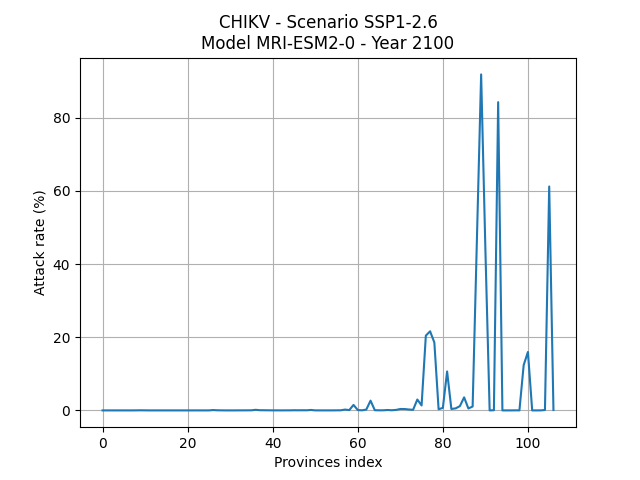 CHIKV - Scenario SSP1-2.6
Model MRI-ESM2-0 - Year 2100
80
60
40
20
0
Attack rate (%)
0 20 40 60 80 100
Provinces index